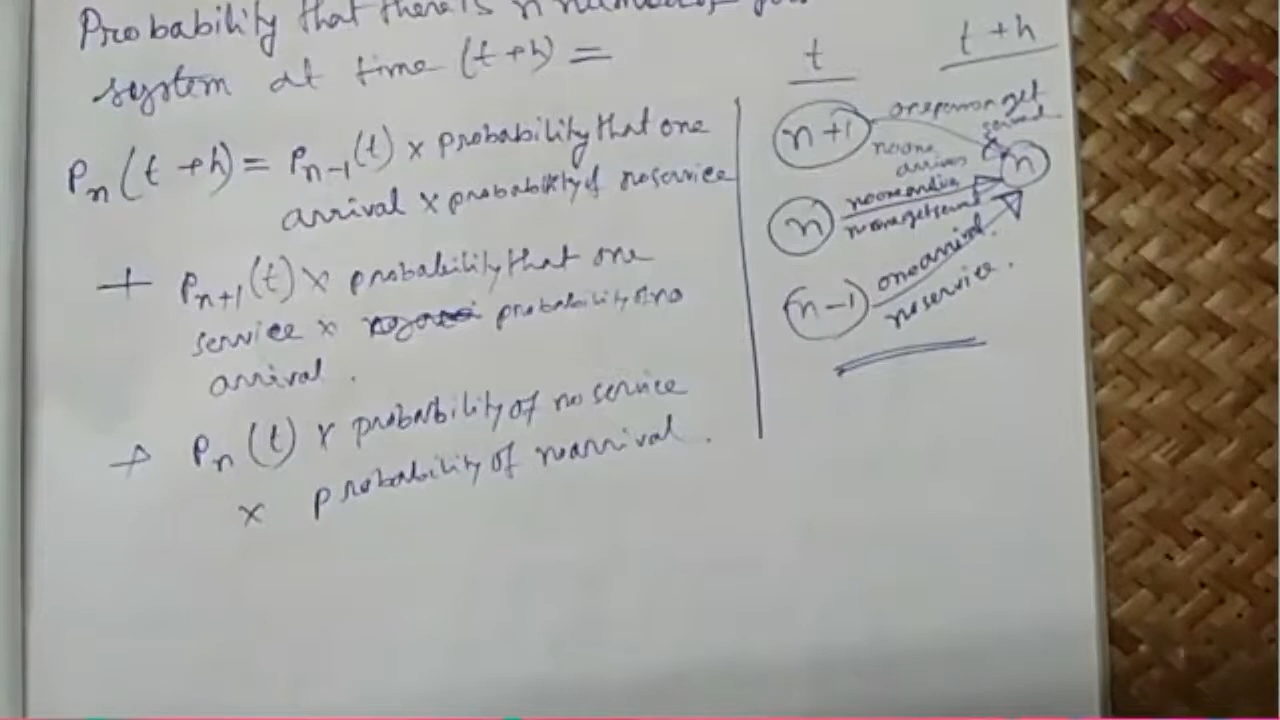 Probability that there is n number of
system at time (t+h) =
Pn(t+h) = Pn-1(t) × probability that one
arrival × probability of no service
+ Pn+1(t) × probability that one
service × probability of no
arrival.
+ Pn(t) × probability of no service
× probability of no arrival.
t
t+h
n+1
one person get
served
no one
arrives
n
n
no one arrives
no one get served
n-1
one arrival.
no service.